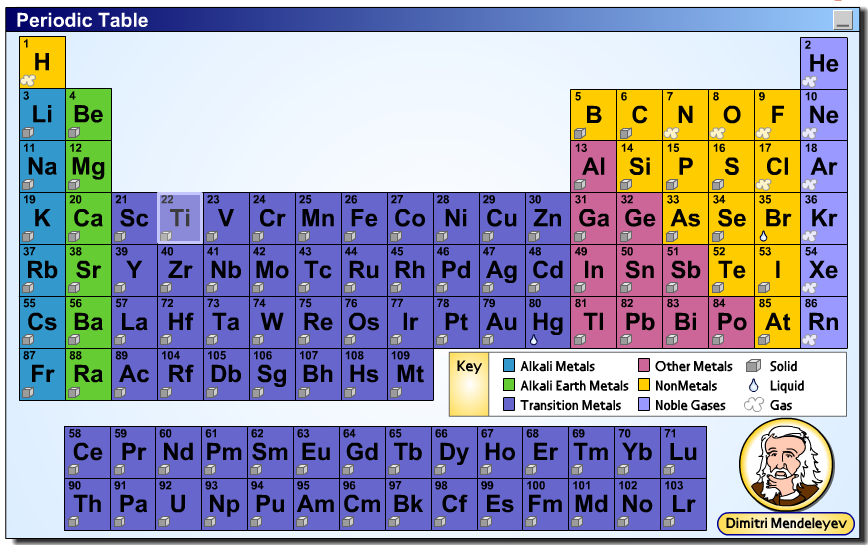 Periodic Table
1 2
H He
3 4 5 6 7 8 9 10
Li Be B C N O F Ne
11 12 13 14 15 16 17 18
Na Mg Al Si P S Cl Ar
19 20 21 22 23 24 25 26 27 28 29 30 31 32 33 34 35 36
K Ca Sc Ti V Cr Mn Fe Co Ni Cu Zn Ga Ge As Se Br Kr
37 38 39 40 41 42 43 44 45 46 47 48 49 50 51 52 53 54
Rb Sr Y Zr Nb Mo Tc Ru Rh Pd Ag Cd In Sn Sb Te I Xe
55 56 57 72 73 74 75 76 77 78 79 80 81 82 83 84 85 86
Cs Ba La Hf Ta W Re Os Ir Pt Au Hg Tl Pb Bi Po At Rn
87 88 89 104 105 106 107 108 109
Fr Ra Ac Rf Db Sg Bh Hs Mt
Key
Alkali Metals Other Metals Solid
Alkali Earth Metals NonMetals Liquid
Transition Metals Noble Gases Gas
58 59 60 61 62 63 64 65 66 67 68 69 70 71
Ce Pr Nd Pm Sm Eu Gd Tb Dy Ho Er Tm Yb Lu
90 91 92 93 94 95 96 97 98 99 100 101 102 103
Th Pa U Np Pu Am Cm Bk Cf Es Fm Md No Lr
Dimitri Mendeleyev